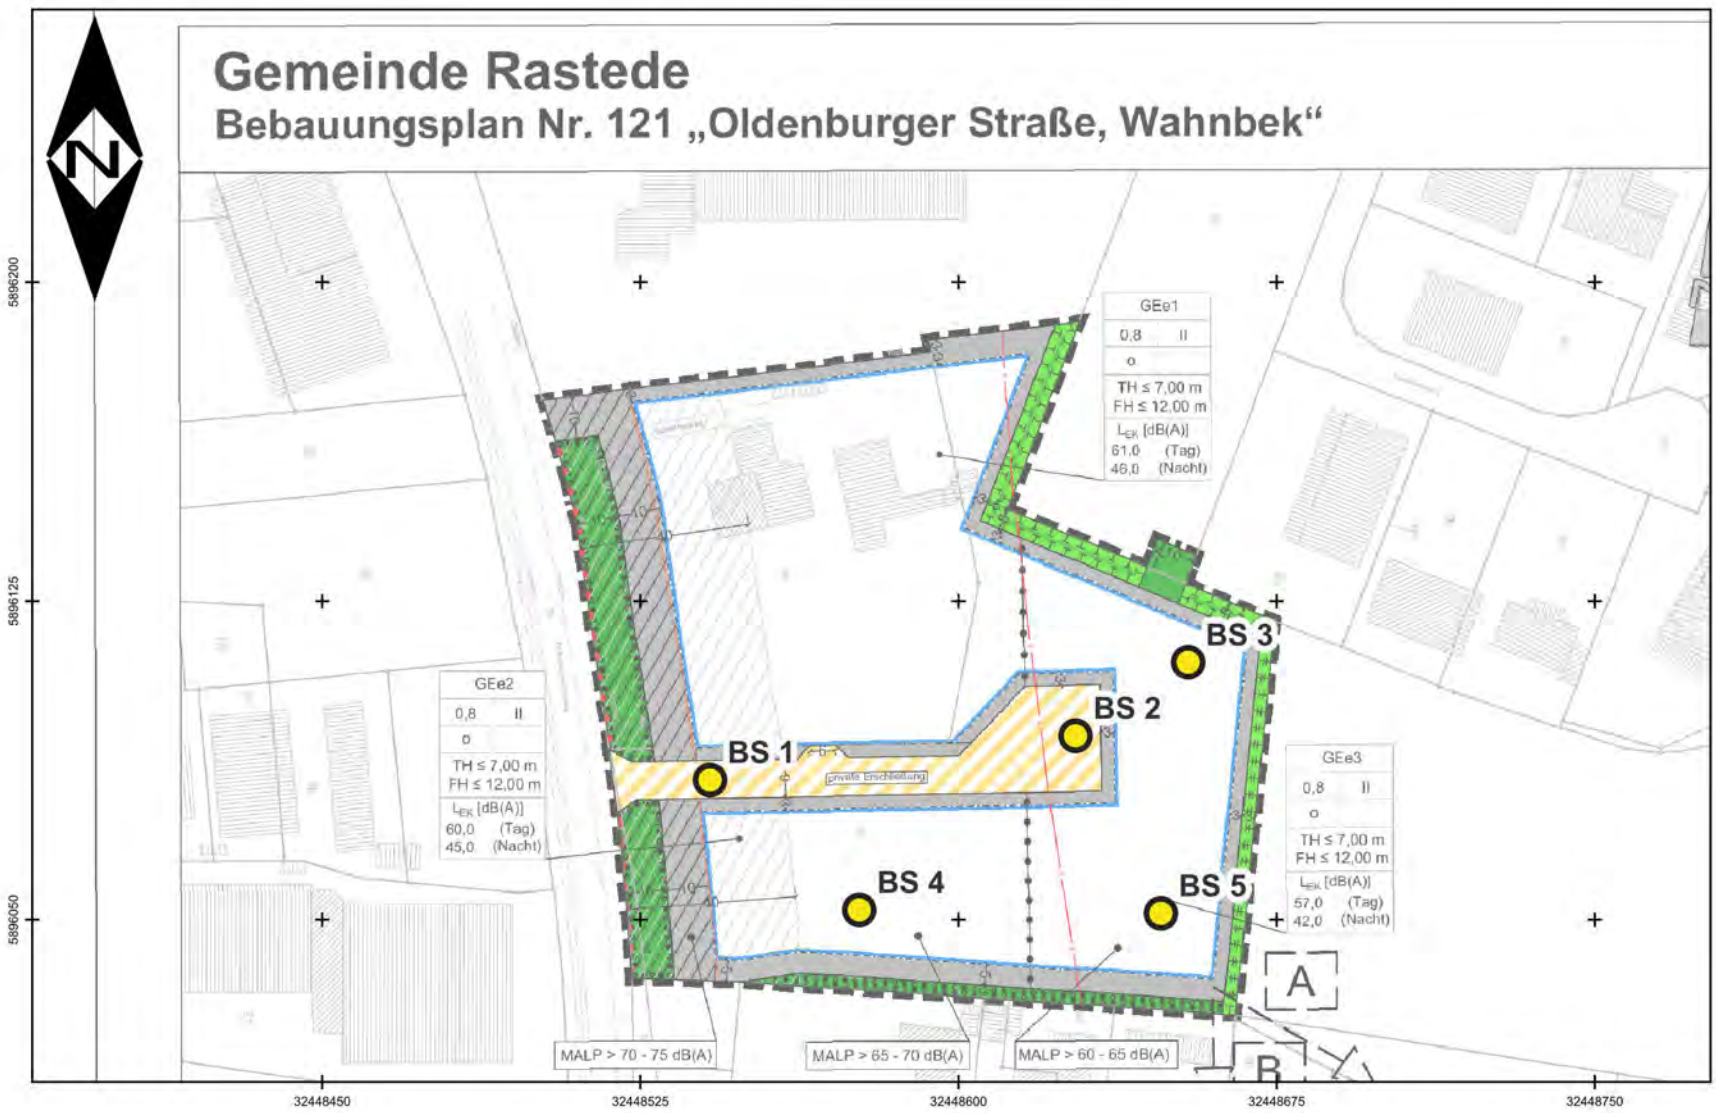 Gemeinde Rastede
Bebauungsplan Nr. 121 „Oldenburger Straße, Wahnbek“
N
5896200
5896125
5896050
GEe1
0,8 II
o
TH ≤ 7,00 m
FH ≤ 12,00 m
LEK [dB(A)]
61,0 (Tag)
46,0 (Nacht)
BS 3
GEe2
0,8 II
o
TH ≤ 7,00 m
FH ≤ 12,00 m
LEK [dB(A)]
60,0 (Tag)
45,0 (Nacht)
BS 2
BS 1
private Erschließung
GEe3
0,8 II
o
TH ≤ 7,00 m
FH ≤ 12,00 m
LEK [dB(A)]
57,0 (Tag)
42,0 (Nacht)
BS 4
BS 5
10
10
A
B
MALP > 70 - 75 dB(A)
MALP > 65 - 70 dB(A)
MALP > 60 - 65 dB(A)
32448450
32448525
32448600
32448675
32448750